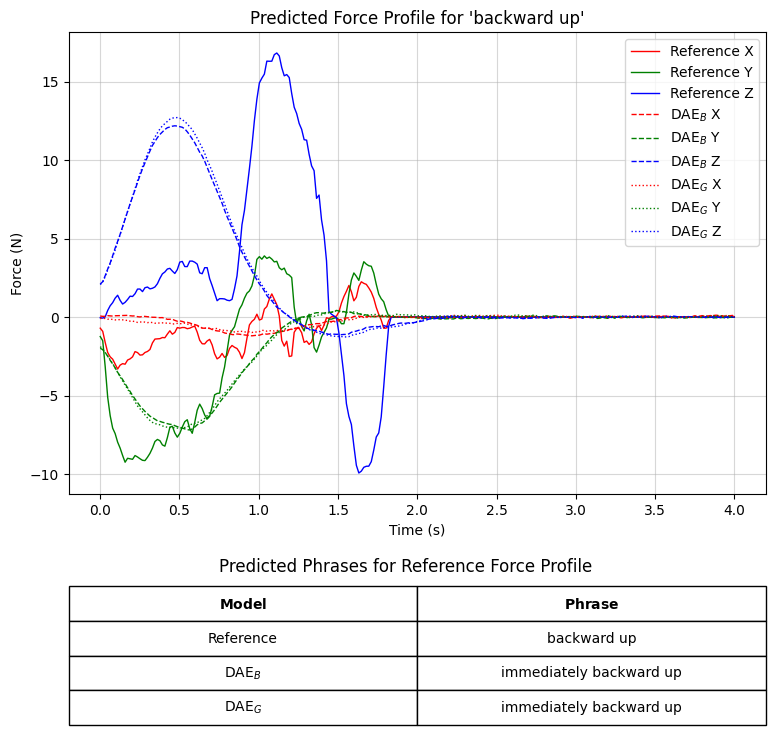 Predicted Force Profile for 'backward up'
Force (N)
15
10
5
0
−5
−10
Reference X
Reference Y
Reference Z
DAE_B X
DAE_B Y
DAE_B Z
DAE_G X
DAE_G Y
DAE_G Z
0.0 0.5 1.0 1.5 2.0 2.5 3.0 3.5 4.0
Time (s)
Predicted Phrases for Reference Force Profile
Model Phrase
Reference backward up
DAE_B immediately backward up
DAE_G immediately backward up